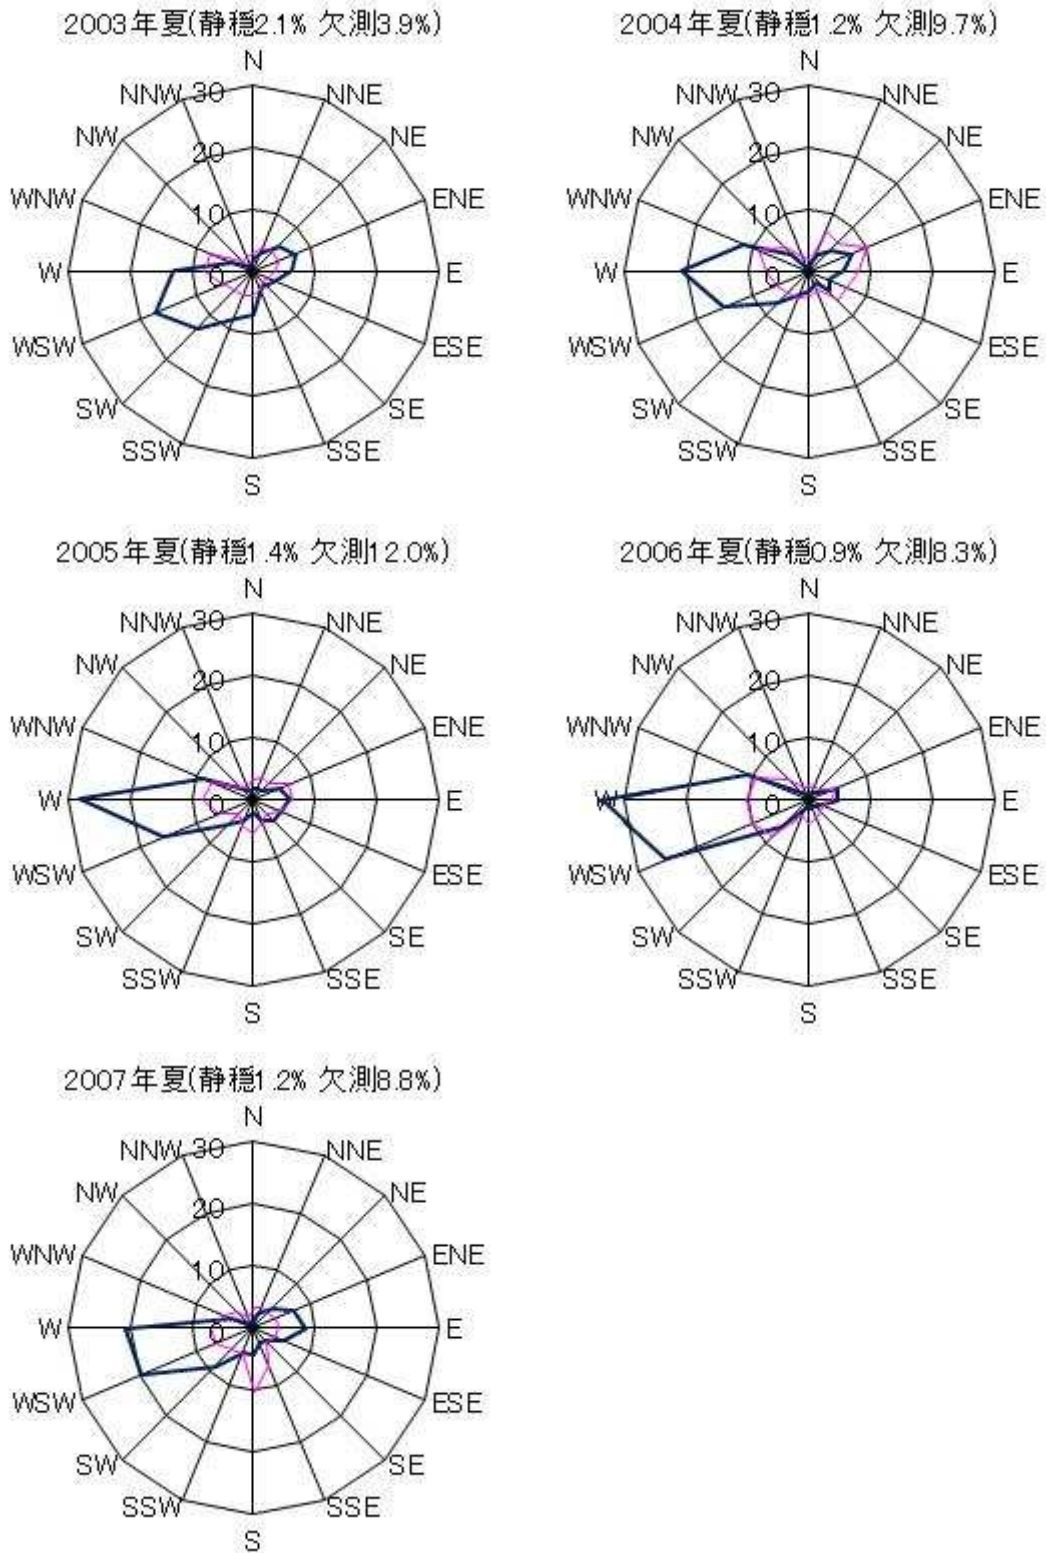 2003年夏(静穏2.1% 欠測3.9%)
N
NNW 30 NNE
NW NE
20
WNW ENE
10
W 0 E
WSW ESE
SW SE
SSW SSE
S
2004年夏(静穏1.2% 欠測9.7%)
N
NNW 30 NNE
NW NE
20
WNW ENE
10
W 0 E
WSW ESE
SW SE
SSW SSE
S
2005年夏(静穏1.4% 欠測12.0%)
N
NNW 30 NNE
NW NE
20
WNW ENE
10
W 0 E
WSW ESE
SW SE
SSW SSE
S
2006年夏(静穏0.9% 欠測8.3%)
N
NNW 30 NNE
NW NE
20
WNW ENE
10
W 0 E
WSW ESE
SW SE
SSW SSE
S
2007年夏(静穏1.2% 欠測8.8%)
N
NNW 30 NNE
NW NE
20
WNW ENE
10
W 0 E
WSW ESE
SW SE
SSW SSE
S